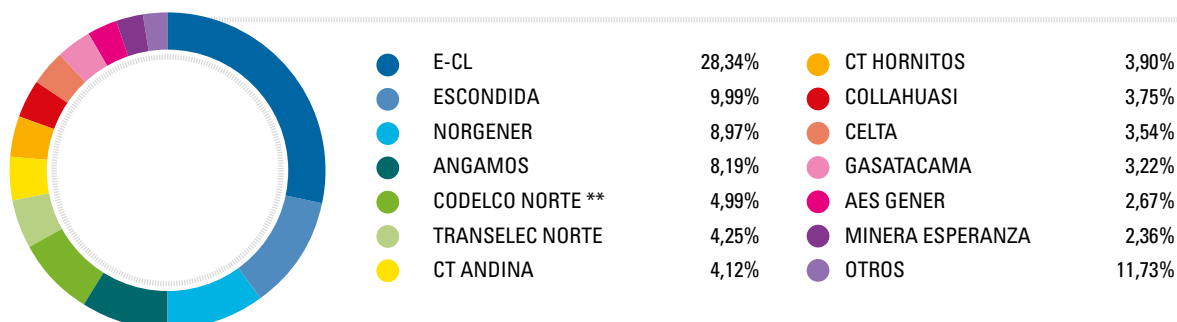 E-CL 28,34%
ESCONDIDA 9,99%
NORGENER 8,97%
ANGAMOS 8,19%
CODELCO NORTE ** 4,99%
TRANSELEC NORTE 4,25%
CT ANDINA 4,12%
CT HORNITOS 3,90%
COLLAHUASI 3,75%
CELTA 3,54%
GASATACAMA 3,22%
AES GENER 2,67%
MINERA ESPERANZA 2,36%
OTROS 11,73%